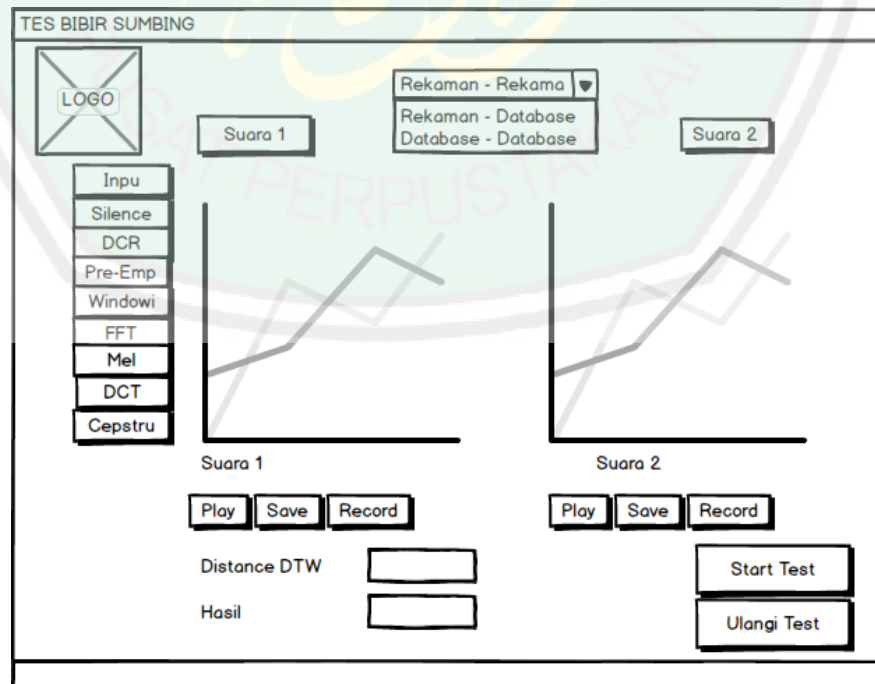 TES BIBIR SUMBING
LOGO
Rekaman - Rekama
Rekaman - Database
Database - Database
Suara 1
Suara 2
Inpu
Silence
DCR
Pre-Emp
Windowi
FFT
Mel
DCT
Cepstru
Suara 1
Suara 2
Play Save Record
Play Save Record
Distance DTW
Hasil
Start Test
Ulangi Test
PUSAT PERPUSTAKAAN